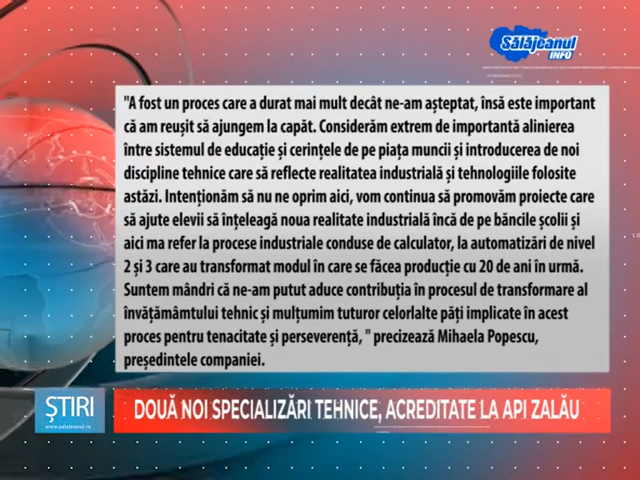 Sălăjeanul
INFO
"A fost un proces care a durat mai mult decât ne-am așteptat, însă este important
că am reușit să ajungem la capăt. Considerăm extrem de importantă alinierea
între sistemul de educație și cerințele de pe piața muncii și introducerea de noi
discipline tehnice care să reflecte realitatea industrială și tehnologiile folosite
astăzi. Intenționăm să nu ne oprim aici, vom continua să promovăm proiecte care
să ajute elevii să înțeleagă noua realitate industrială încă de pe băncile școlii și
aici ma refer la procese industriale conduse de calculator, la automatizări de nivel
2 și 3 care au transformat modul în care se făcea producție cu 20 de ani în urmă.
Suntem mândri că ne-am putut aduce contribuția în procesul de transformare al
învățământului tehnic și mulțumim tuturor celorlalte păți implicate în acest
proces pentru tenacitate și perseverență, " precizează Mihaela Popescu,
președintele companiei.
ȘTIRI
www.salajeanul.ro
DOUĂ NOI SPECIALIZĂRI TEHNICE, ACREDITATE LA API ZALĂU